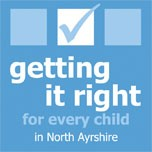 getting
it right
for every child
in North Ayrshire